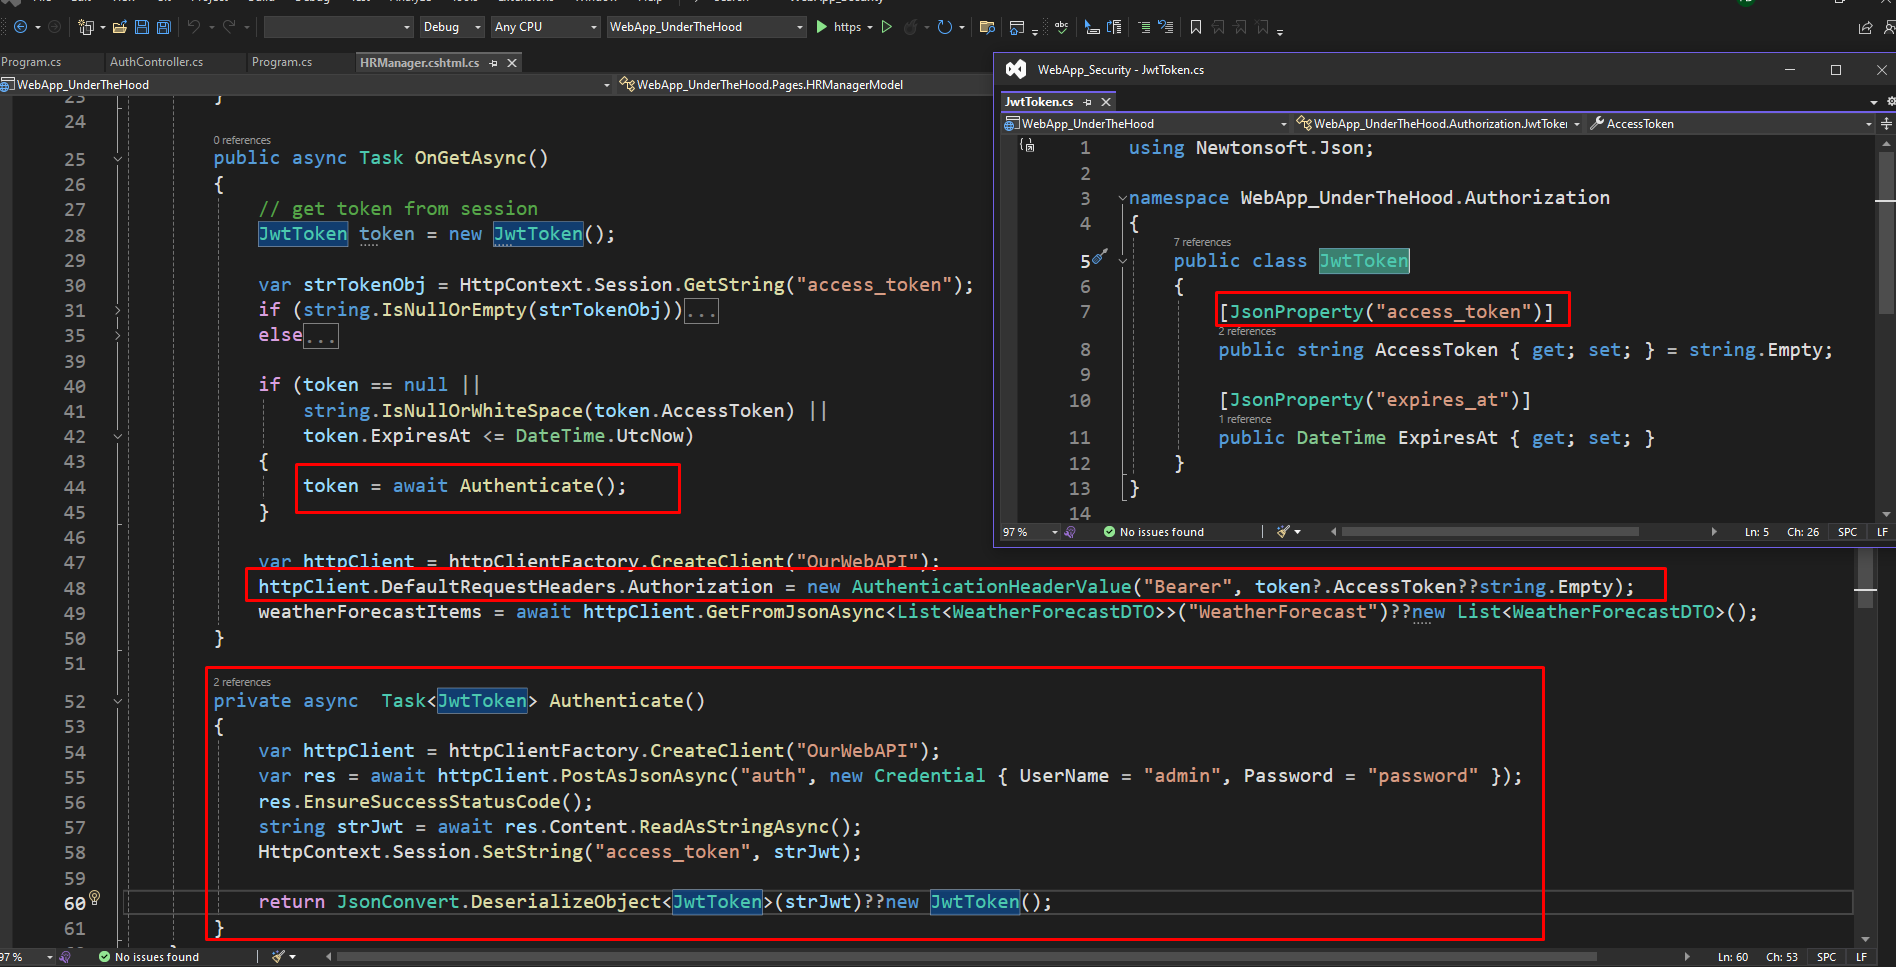 Debug
Any CPU
WebApp_UnderTheHood
https
Program.cs
AuthController.cs
Program.cs
HRManager.cshtml.cs
WebApp_UnderTheHood
WebApp_UnderTheHood.Pages.HRManagerModel
23 }
24
0 references
25 public async Task OnGetAsync()
26 {
27 // get token from session
28 JwtToken token = new JwtToken();
29
30 var strTokenObj = HttpContext.Session.GetString("access_token");
31 if (string.IsNullOrEmpty(strTokenObj))...
35 else...
39
40 if (token == null ||
41 string.IsNullOrWhiteSpace(token.AccessToken) ||
42 token.ExpiresAt <= DateTime.UtcNow)
43 {
44 token = await Authenticate();
45 }
46
47 var httpClient = httpClientFactory.CreateClient("OurWebAPI");
48 httpClient.DefaultRequestHeaders.Authorization = new AuthenticationHeaderValue("Bearer", token?.AccessToken??string.Empty);
49 weatherForecastItems = await httpClient.GetFromJsonAsync<List<WeatherForecastDTO>>("WeatherForecast")??new List<WeatherForecastDTO>();
50 }
51
2 references
52 private async Task<JwtToken> Authenticate()
53 {
54 var httpClient = httpClientFactory.CreateClient("OurWebAPI");
55 var res = await httpClient.PostAsJsonAsync("auth", new Credential { UserName = "admin", Password = "password" });
56 res.EnsureSuccessStatusCode();
57 string strJwt = await res.Content.ReadAsStringAsync();
58 HttpContext.Session.SetString("access_token", strJwt);
59
60 return JsonConvert.DeserializeObject<JwtToken>(strJwt)??new JwtToken();
61 }
97 %
No issues found
Ln: 60
Ch: 53
SPC
LF
WebApp_Security - JwtToken.cs
JwtToken.cs
WebApp_UnderTheHood
WebApp_UnderTheHood.Authorization.JwtToker
AccessToken
1 using Newtonsoft.Json;
2
3 namespace WebApp_UnderTheHood.Authorization
4 {
7 references
5 public class JwtToken
6 {
7 [JsonProperty("access_token")]
2 references
8 public string AccessToken { get; set; } = string.Empty;
9
10 [JsonProperty("expires_at")]
1 reference
11 public DateTime ExpiresAt { get; set; }
12 }
13 }
14
97 %
No issues found
Ln: 5
Ch: 26
SPC
LF